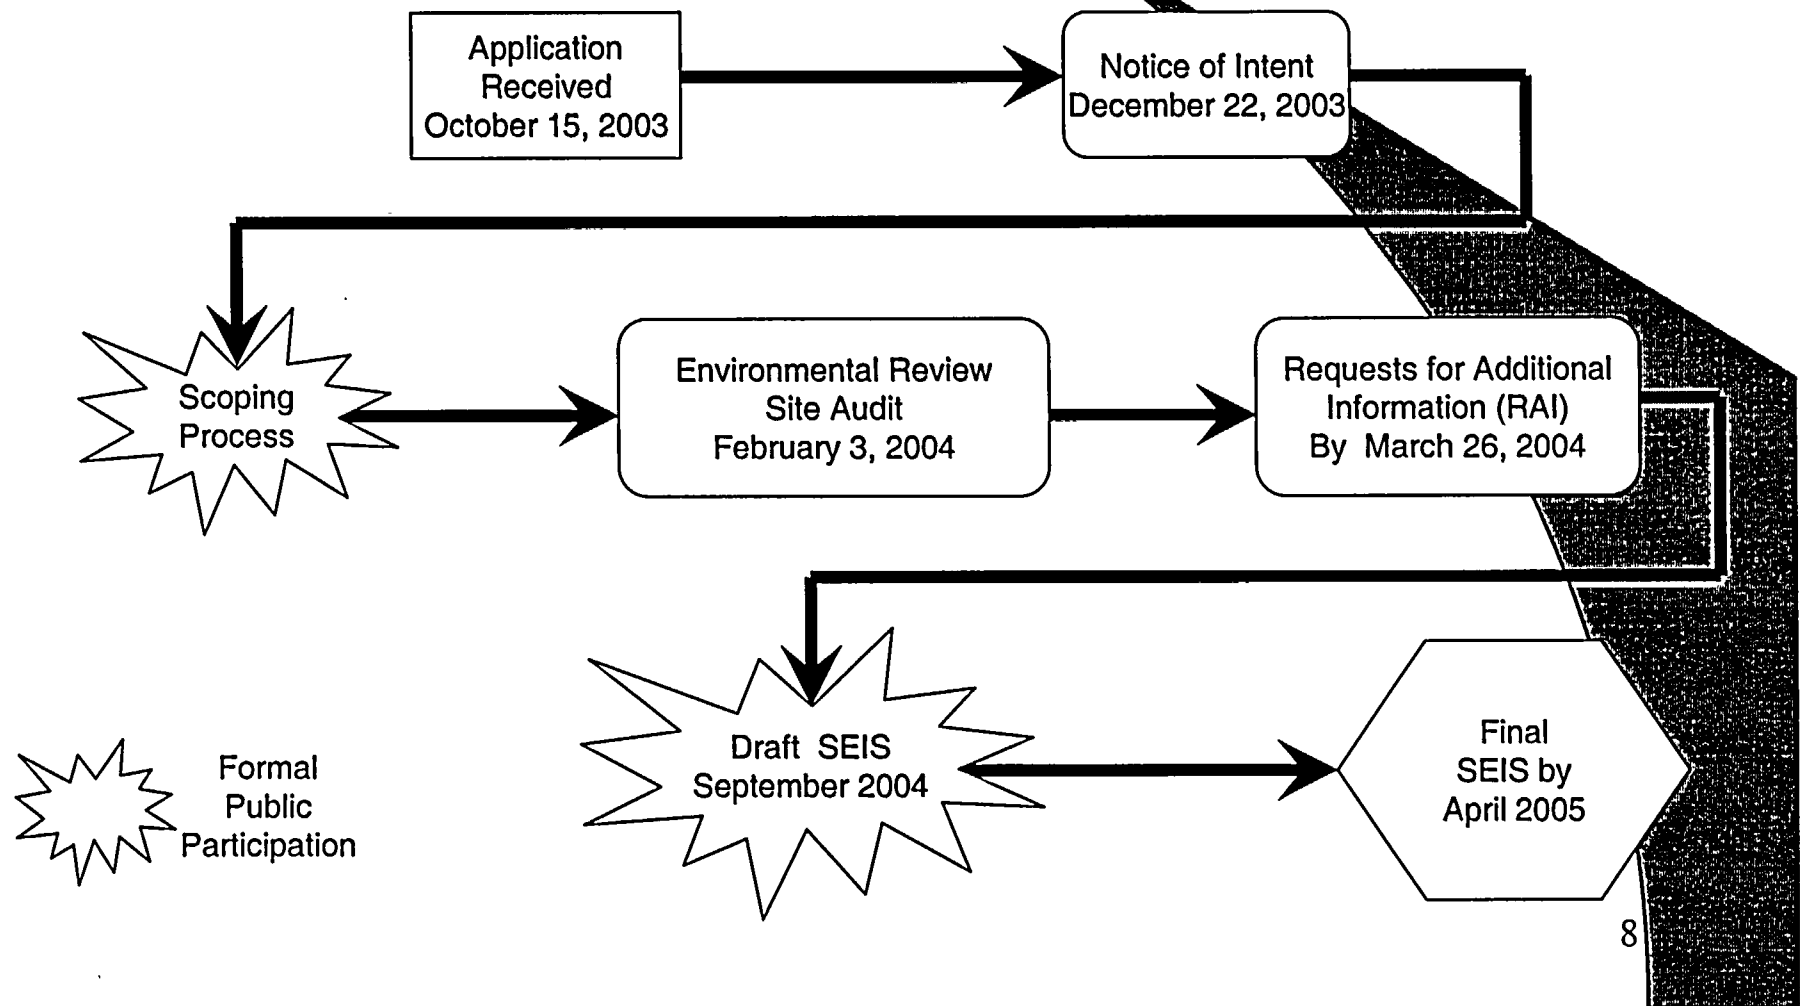 Application
Received
October 15, 2003
Notice of Intent
December 22, 2003
Scoping
Process
Environmental Review
Site Audit
February 3, 2004
Requests for Additional
Information (RAI)
By March 26, 2004
Draft SEIS
September 2004
Final
SEIS by
April 2005
Formal
Public
Participation
8